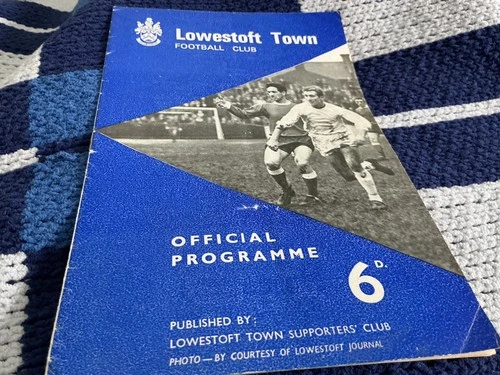 Lowestoft Town
FOOTBALL CLUB
OFFICIAL
PROGRAMME
6D.
PUBLISHED BY:
LOWESTOFT TOWN SUPPORTERS' CLUB
PHOTO—BY COURTESY OF LOWESTOFT JOURNAL